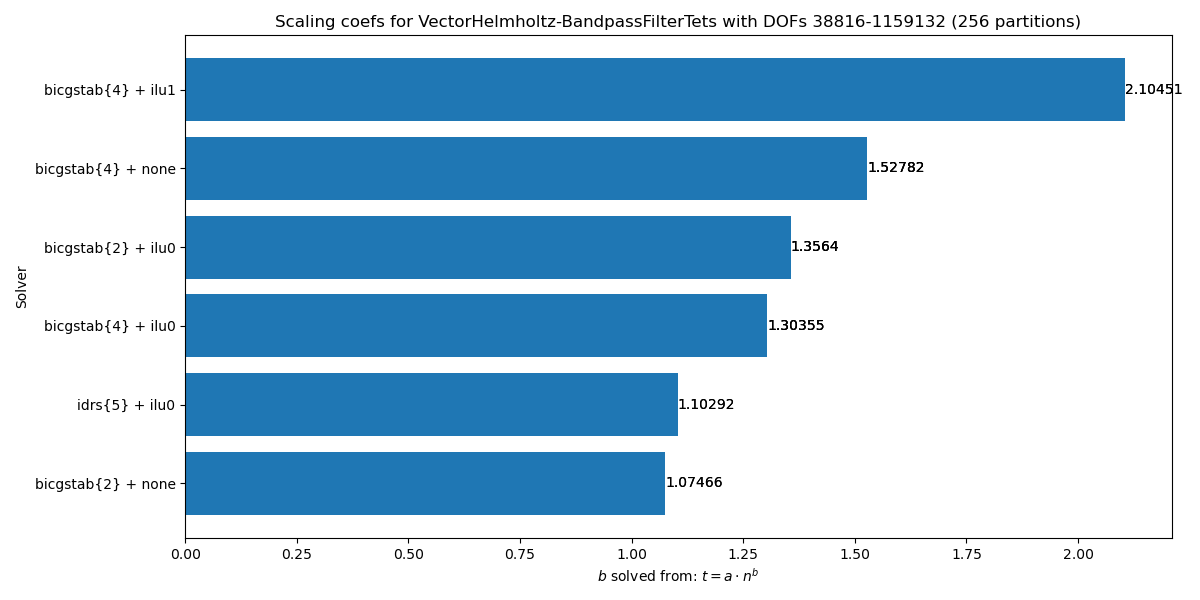 Scaling coefs for VectorHelmholtz-BandpassFilterTets with DOFs 38816-1159132 (256 partitions)
Solver
bicgstab{4} + ilu1
2.10451
bicgstab{4} + none
1.52782
bicgstab{2} + ilu0
1.3564
bicgstab{4} + ilu0
1.30355
idrs{5} + ilu0
1.10292
bicgstab{2} + none
1.07466
0.00 0.25 0.50 0.75 1.00 1.25 1.50 1.75 2.00
b solved from: t = a · n^b